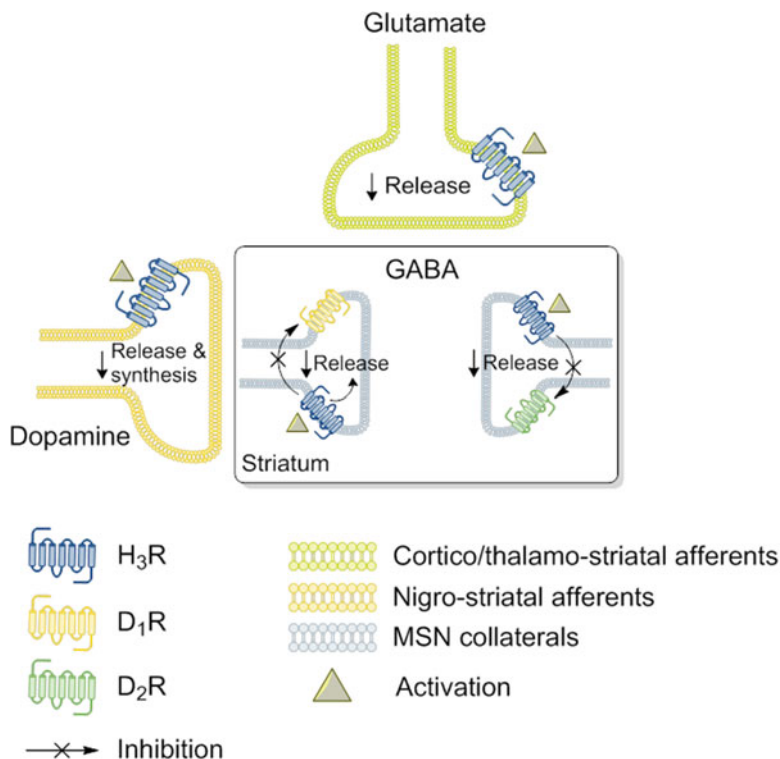 Glutamate
↓ Release
GABA
↓ Release &
synthesis
Dopamine
↓ Release
↓ Release
Striatum
H₃R
D₁R
D₂R
Inhibition
Cortico/thalamo-striatal afferents
Nigro-striatal afferents
MSN collaterals
Activation